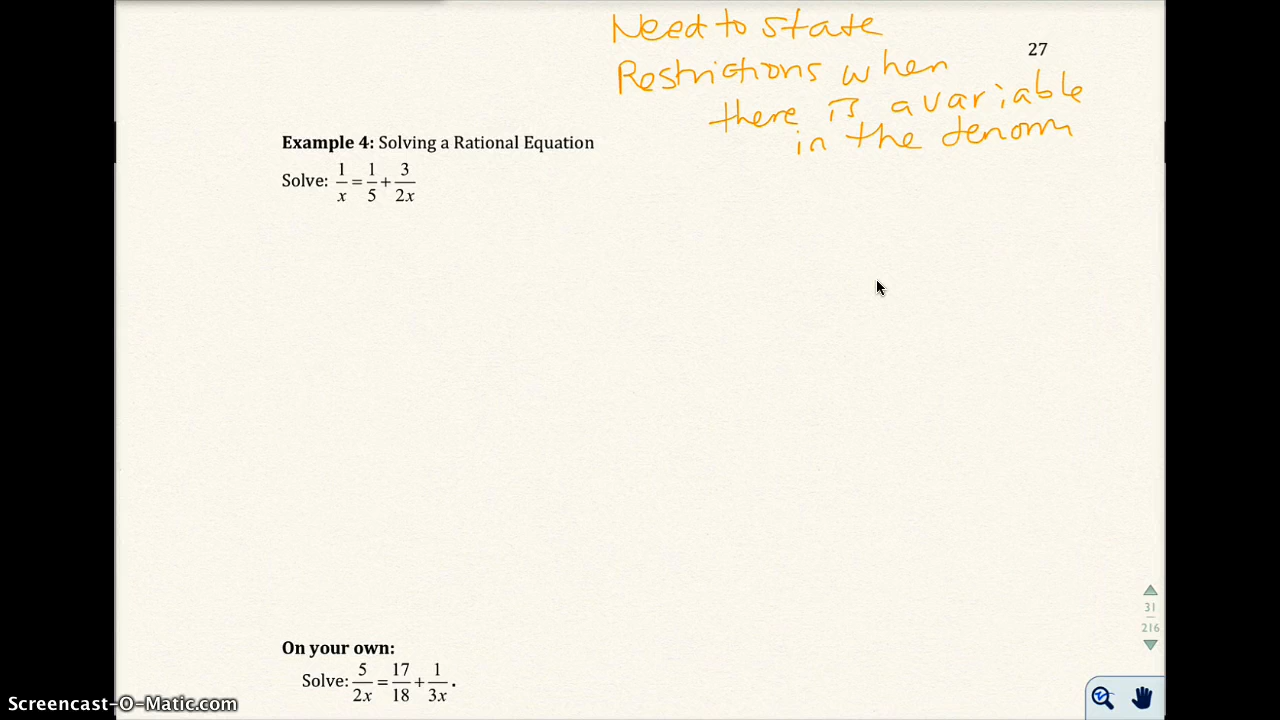 Need to state
27
Restrictions when
there is a variable
in the denom
Example 4: Solving a Rational Equation
Solve: 1/x = 1/5 + 3/2x
On your own:
Solve: 5/2x = 17/18 + 1/3x.
31
216
Screencast-O-Matic.com